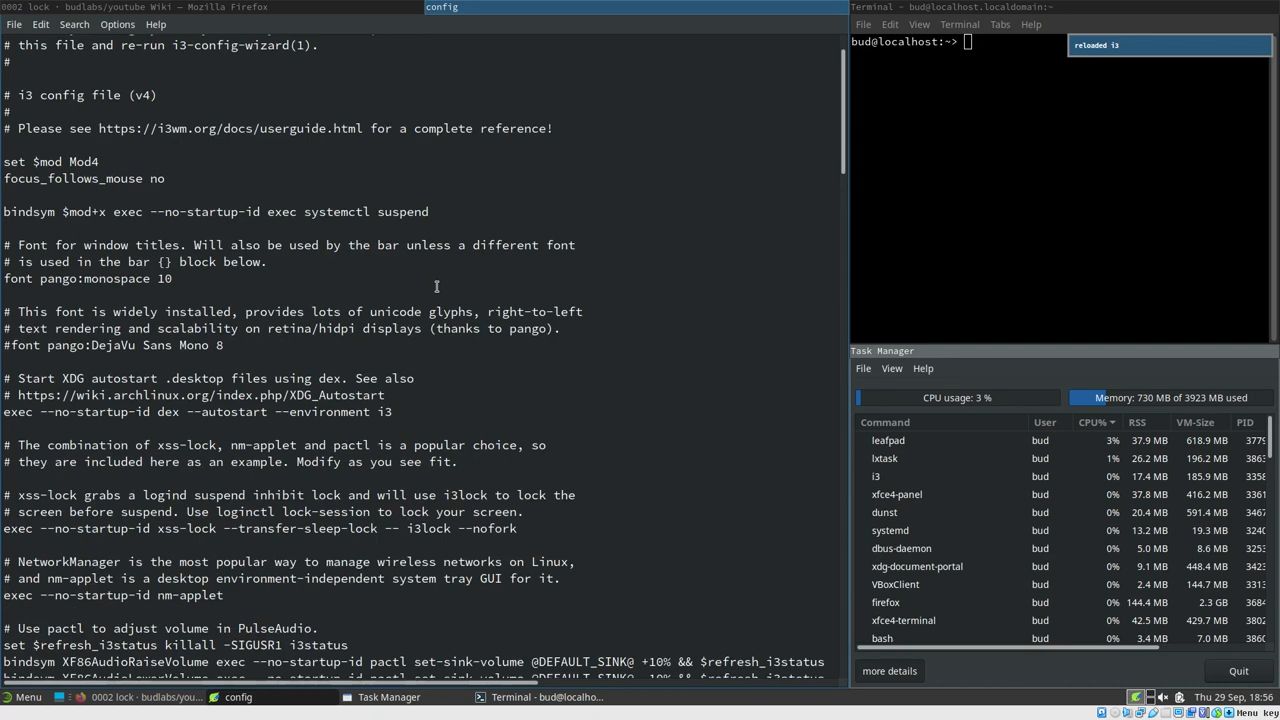 0002 lock · budlabs/youtube Wiki — Mozilla Firefox
config
File Edit Search Options Help
# this file and re-run i3-config-wizard(1).
#
# i3 config file (v4)
#
# Please see https://i3wm.org/docs/userguide.html for a complete reference!
set $mod Mod4
focus_follows_mouse no
bindsym $mod+x exec --no-startup-id exec systemctl suspend
# Font for window titles. Will also be used by the bar unless a different font
# is used in the bar {} block below.
font pango:monospace 10
# This font is widely installed, provides lots of unicode glyphs, right-to-left
# text rendering and scalability on retina/hidpi displays (thanks to pango).
#font pango:DejaVu Sans Mono 8
# Start XDG autostart .desktop files using dex. See also
# https://wiki.archlinux.org/index.php/XDG_Autostart
exec --no-startup-id dex --autostart --environment i3
# The combination of xss-lock, nm-applet and pactl is a popular choice, so
# they are included here as an example. Modify as you see fit.
# xss-lock grabs a logind suspend inhibit lock and will use i3lock to lock the
# screen before suspend. Use loginctl lock-session to lock your screen.
exec --no-startup-id xss-lock --transfer-sleep-lock -- i3lock --nofork
# NetworkManager is the most popular way to manage wireless networks on Linux,
# and nm-applet is a desktop environment-independent system tray GUI for it.
exec --no-startup-id nm-applet
# Use pactl to adjust volume in PulseAudio.
set $refresh_i3status killall -SIGUSR1 i3status
bindsym XF86AudioRaiseVolume exec --no-startup-id pactl set-sink-volume @DEFAULT_SINK@ +10% && $refresh_i3status
Terminal - bud@localhost.localdomain:~
File Edit View Terminal Tabs Help
bud@localhost:~>
reloaded i3
Task Manager
File View Help
CPU usage: 3 %
Memory: 730 MB of 3923 MB used
Command User CPU% RSS VM-Size PID
leafpad bud 3% 37.9 MB 618.9 MB 3779
lxtask bud 1% 26.2 MB 196.2 MB 3863
i3 bud 0% 17.4 MB 185.9 MB 3358
xfce4-panel bud 0% 37.8 MB 416.2 MB 3461
dunst bud 0% 20.4 MB 591.4 MB 3467
systemd bud 0% 13.2 MB 19.3 MB 3240
dbus-daemon bud 0% 5.0 MB 8.6 MB 3253
xdg-document-portal bud 0% 9.1 MB 448.4 MB 3423
VBoxClient bud 0% 2.4 MB 144.7 MB 3313
firefox bud 0% 144.4 MB 2.3 GB 3684
xfce4-terminal bud 0% 42.5 MB 429.7 MB 3802
bash bud 0% 3.4 MB 7.0 MB 3860
more details
Quit
Menu
0002 lock · budlabs/yout...
config
Task Manager
Terminal - bud@localho...
Thu 29 Sep, 18:56
Menu key